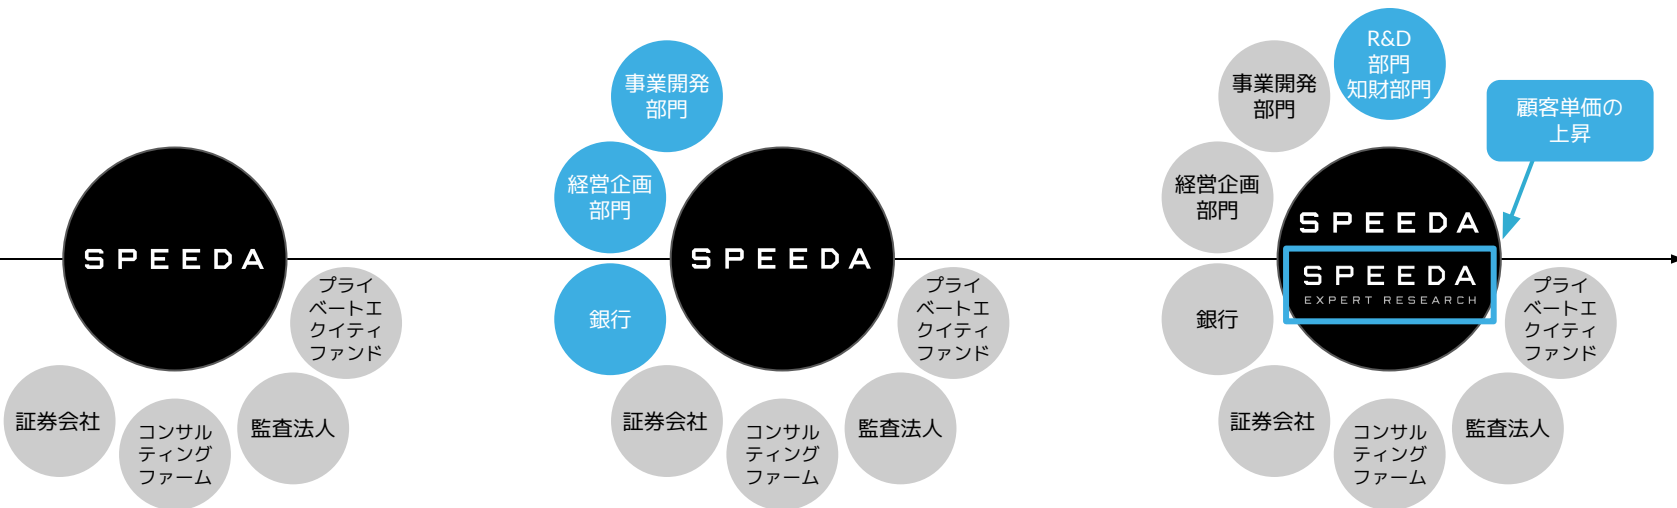 SPEEDA
プライ
ベートエ
クイティ
ファンド
証券会社
コンサル
ティング
ファーム
監査法人
事業開発
部門
経営企画
部門
銀行
SPEEDA
プライ
ベートエ
クイティ
ファンド
証券会社
コンサル
ティング
ファーム
監査法人
R&D
部門
知財部門
事業開発
部門
顧客単価の
上昇
経営企画
部門
SPEEDA
SPEEDA
EXPERT RESEARCH
銀行
プライ
ベートエ
クイティ
ファンド
証券会社
コンサル
ティング
ファーム
監査法人